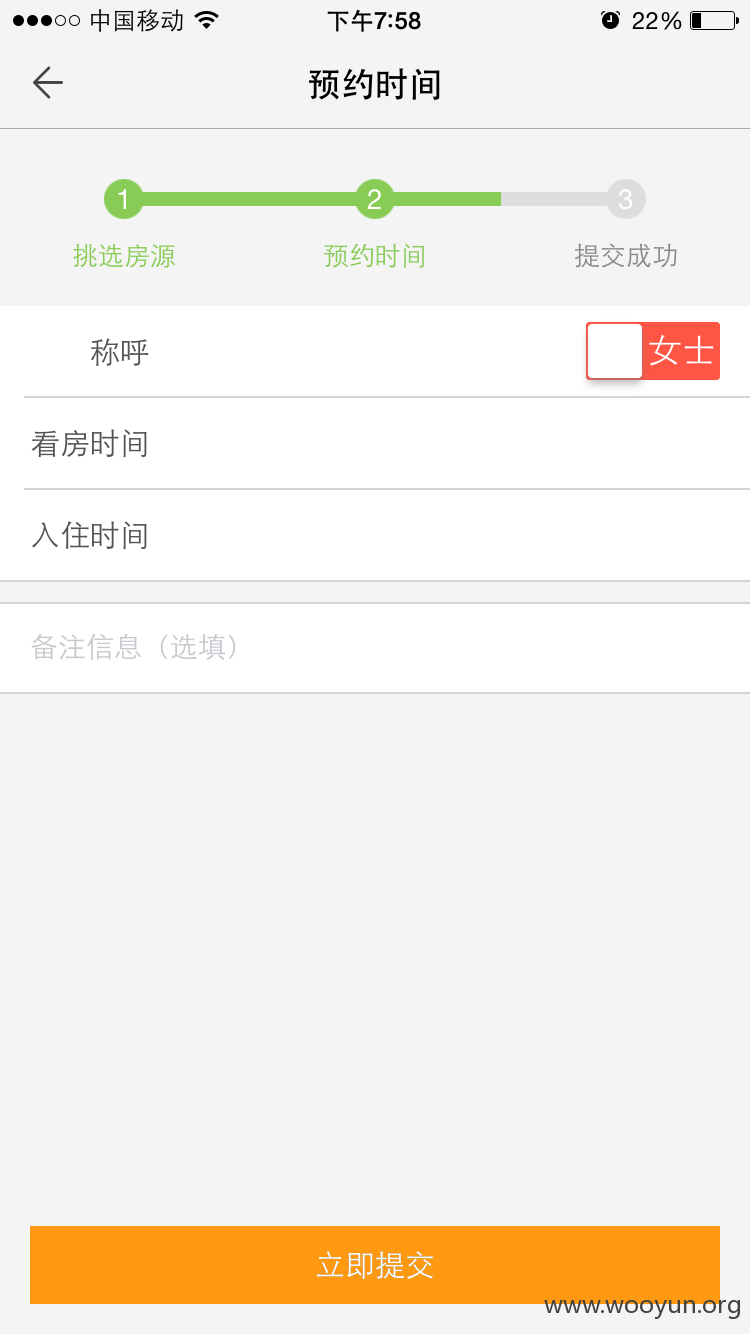 中国移动 下午7:58 22%
预约时间
1 2 3
挑选房源 预约时间 提交成功
称呼 女士
看房时间
入住时间
备注信息（选填）
立即提交
www.wooyun.org